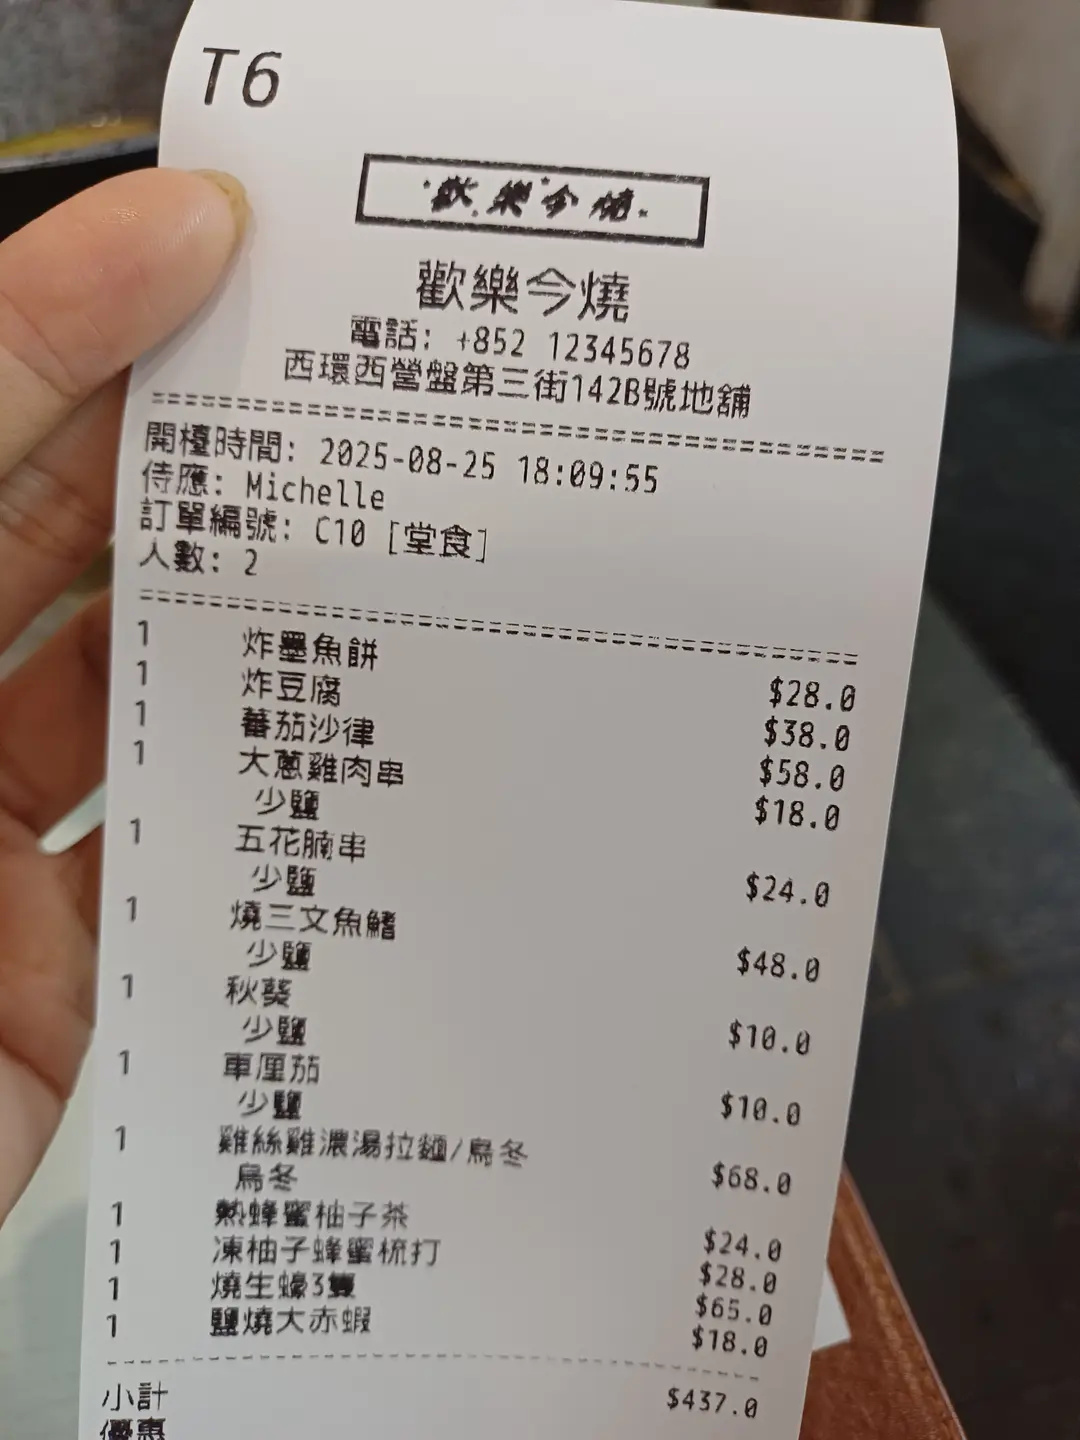 T6
歡樂今燒
歡樂今燒
電話: +852 12345678
西環西營盤第三街142B號地舖
開檯時間: 2025-08-25 18:09:55
侍應: Michelle
訂單編號: C10 [堂食]
人數: 2
1 炸墨魚餅 $28.0
1 炸豆腐 $38.0
1 蕃茄沙律 $58.0
1 大蔥雞肉串 $18.0
少鹽
1 五花腩串 $24.0
少鹽
1 燒三文魚鰭 $48.0
少鹽
1 秋葵 $10.0
少鹽
1 車厘茄 $10.0
少鹽
1 雞絲雞濃湯拉麵/烏冬 $68.0
烏冬
1 熱蜂蜜柚子茶 $24.0
1 凍柚子蜂蜜梳打 $28.0
1 燒生蠔3隻 $65.0
1 鹽燒大赤蝦 $18.0
小計 $437.0
優惠